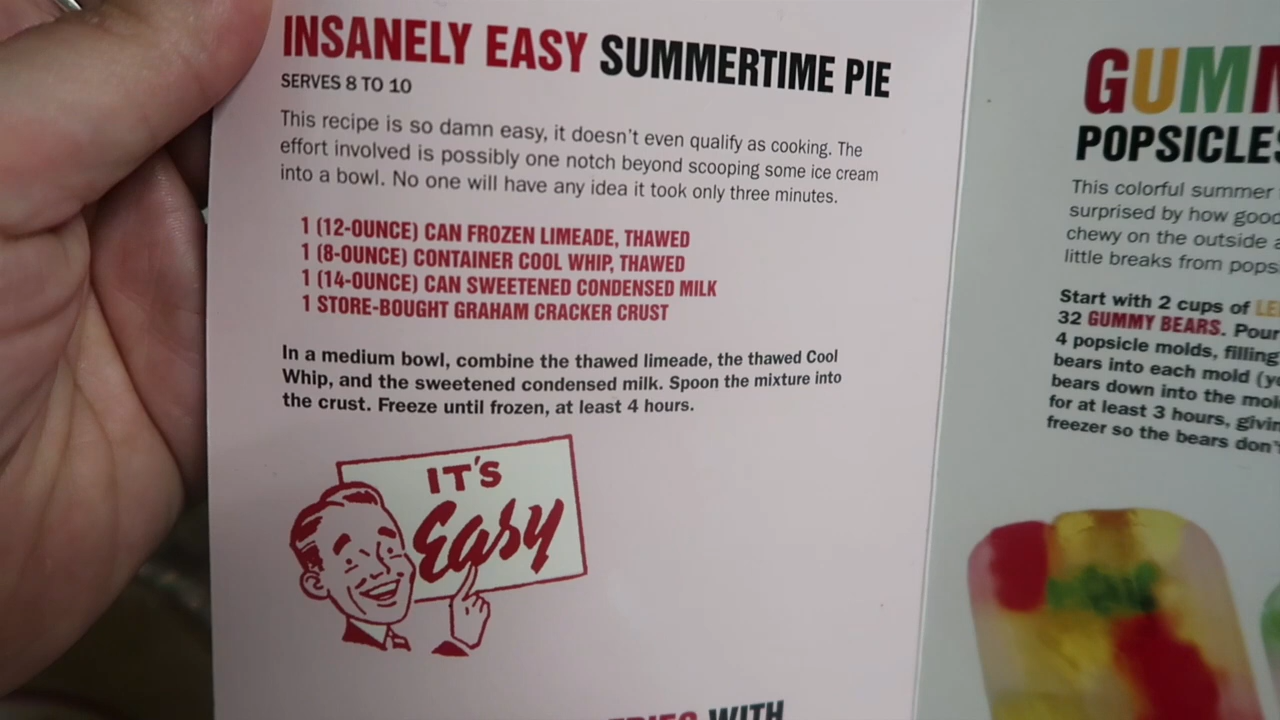 INSANELY EASY SUMMERTIME PIE
SERVES 8 TO 10
This recipe is so damn easy, it doesn't even qualify as cooking. The
effort involved is possibly one notch beyond scooping some ice cream
into a bowl. No one will have any idea it took only three minutes.
1 (12-OUNCE) CAN FROZEN LIMEADE, THAWED
1 (8-OUNCE) CONTAINER COOL WHIP, THAWED
1 (14-OUNCE) CAN SWEETENED CONDENSED MILK
1 STORE-BOUGHT GRAHAM CRACKER CRUST
In a medium bowl, combine the thawed limeade, the thawed Cool
Whip, and the sweetened condensed milk. Spoon the mixture into
the crust. Freeze until frozen, at least 4 hours.
IT'S
Easy
WITH
POPSICLES
This colorful summer
surprised by how good
chewy on the outside
little breaks from
Start with 2 cups of
32 GUMMY BEARS. Pour
4 popsicle molds, filling
bears into each mold
bears down into the
for at least 3 hours,
freezer so the bears